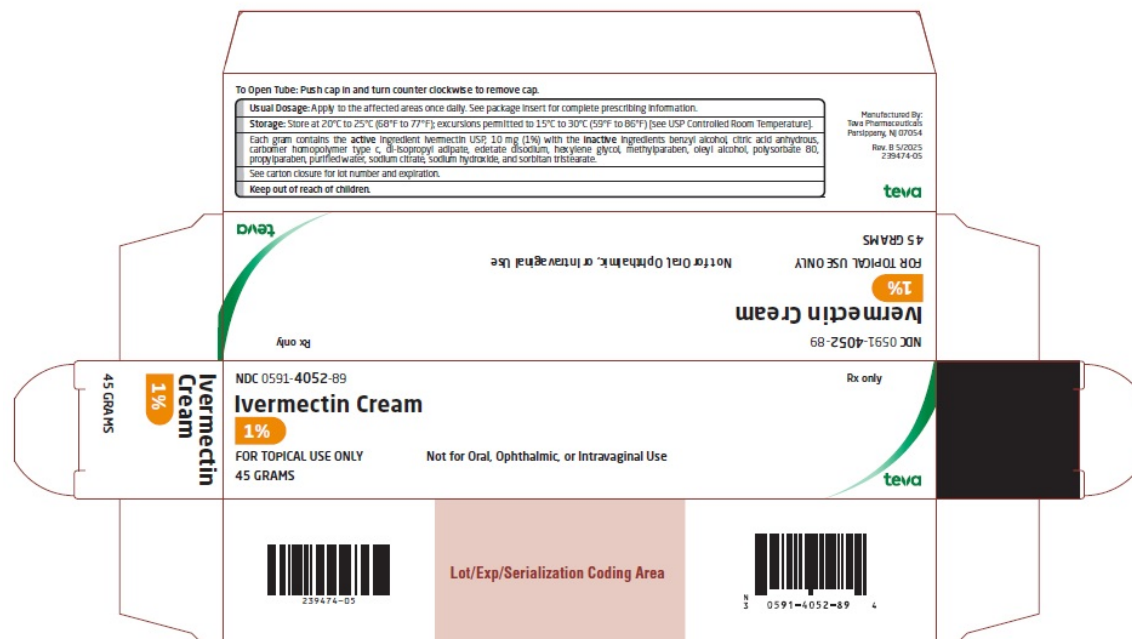 To Open Tube: Push cap in and turn counter clockwise to remove cap.
Usual Dosage: Apply to the affected areas once daily. See package insert for complete prescribing information.
Storage: Store at 20°C to 25°C (68°F to 77°F); excursions permitted to 15°C to 30°C (59°F to 86°F) [see USP Controlled Room Temperature].
Each gram contains the active ingredient ivermectin USP, 10 mg (1%) with the inactive ingredients benzyl alcohol, citric acid anhydrous,
carbomer homopolymer type c, di-isopropyl adipate, edetate disodium, hexylene glycol, methylparaben, oleyl alcohol, polysorbate 80,
propylparaben, purified water, sodium citrate, sodium hydroxide, and sorbitan tristearate.
See carton closure for lot number and expiration.
Keep out of reach of children.
Manufactured By:
Teva Pharmaceuticals
Parsippany, NJ 07054
Rev. B 5/2025
239474-05
teva
NDC 0591-4052-89
Rx only
Ivermectin Cream
1%
FOR TOPICAL USE ONLY
Not for Oral, Ophthalmic, or Intravaginal Use
45 GRAMS
teva
Ivermectin
Cream
1%
45 GRAMS
NDC 0591-4052-89
Rx only
Ivermectin Cream
1%
FOR TOPICAL USE ONLY
Not for Oral, Ophthalmic, or Intravaginal Use
45 GRAMS
teva
239474-05
Lot/Exp/Serialization Coding Area
N
3 0591-4052-89 4